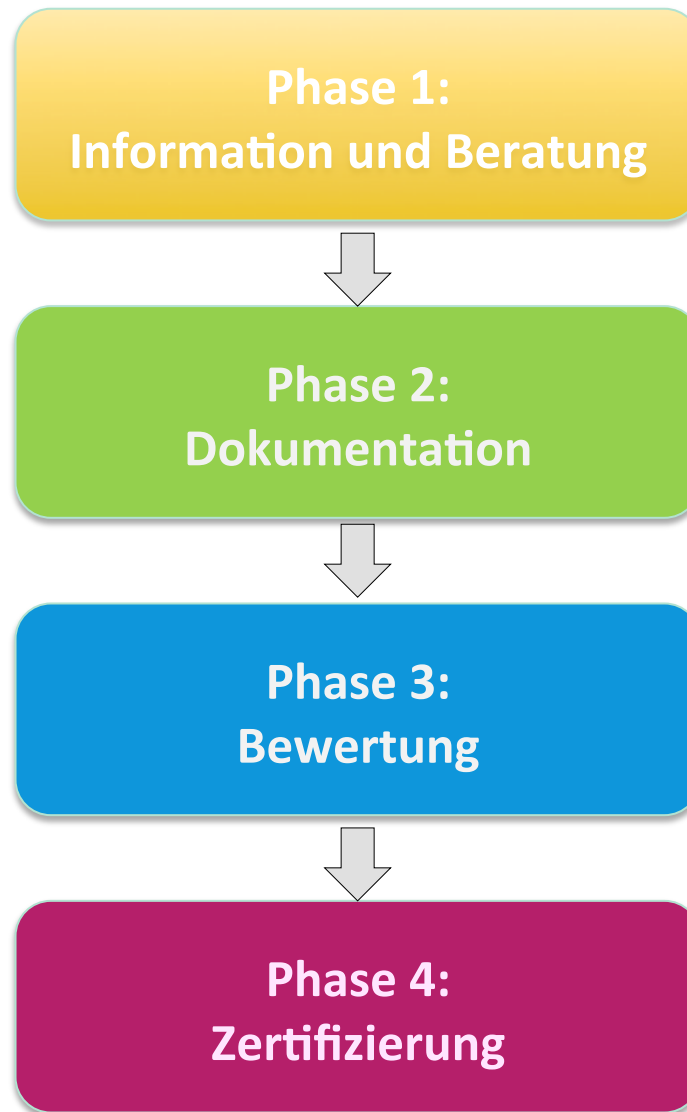 Phase 1:
Information und Beratung
Phase 2:
Dokumentation
Phase 3:
Bewertung
Phase 4:
Zertifizierung